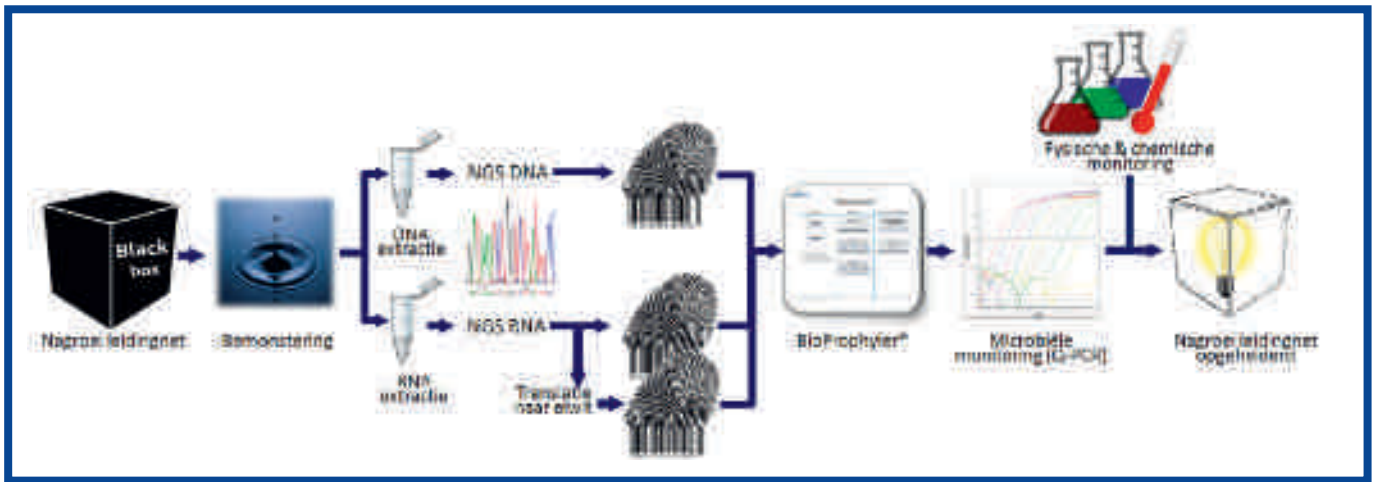 Black
box
Nagroei leidingnet
Bemonstering
DNA
extractie
NGS DNA
RNA
extractie
NGS RNA
Translatie
naar eiwit
BioProphyler®
Microbiële
monitoring (Q-PCR)
Fysische & chemische
monitoring
Nagroei leidingnet
opgehelderd